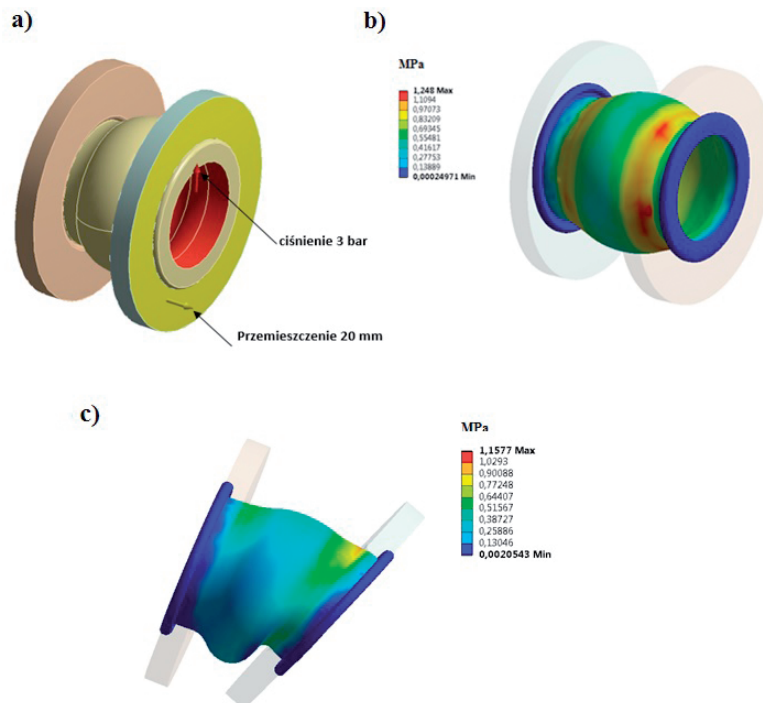 a)
b)
MPa
1,248 Max
1,1094
0,97073
0,83209
0,69345
0,55481
0,41617
0,27753
0,13889
0,00024971 Min
ciśnienie 3 bar
Przemieszczenie 20 mm
c)
MPa
1,1577 Max
1,0293
0,90088
0,77248
0,64407
0,51567
0,38727
0,25886
0,13046
0,0020543 Min